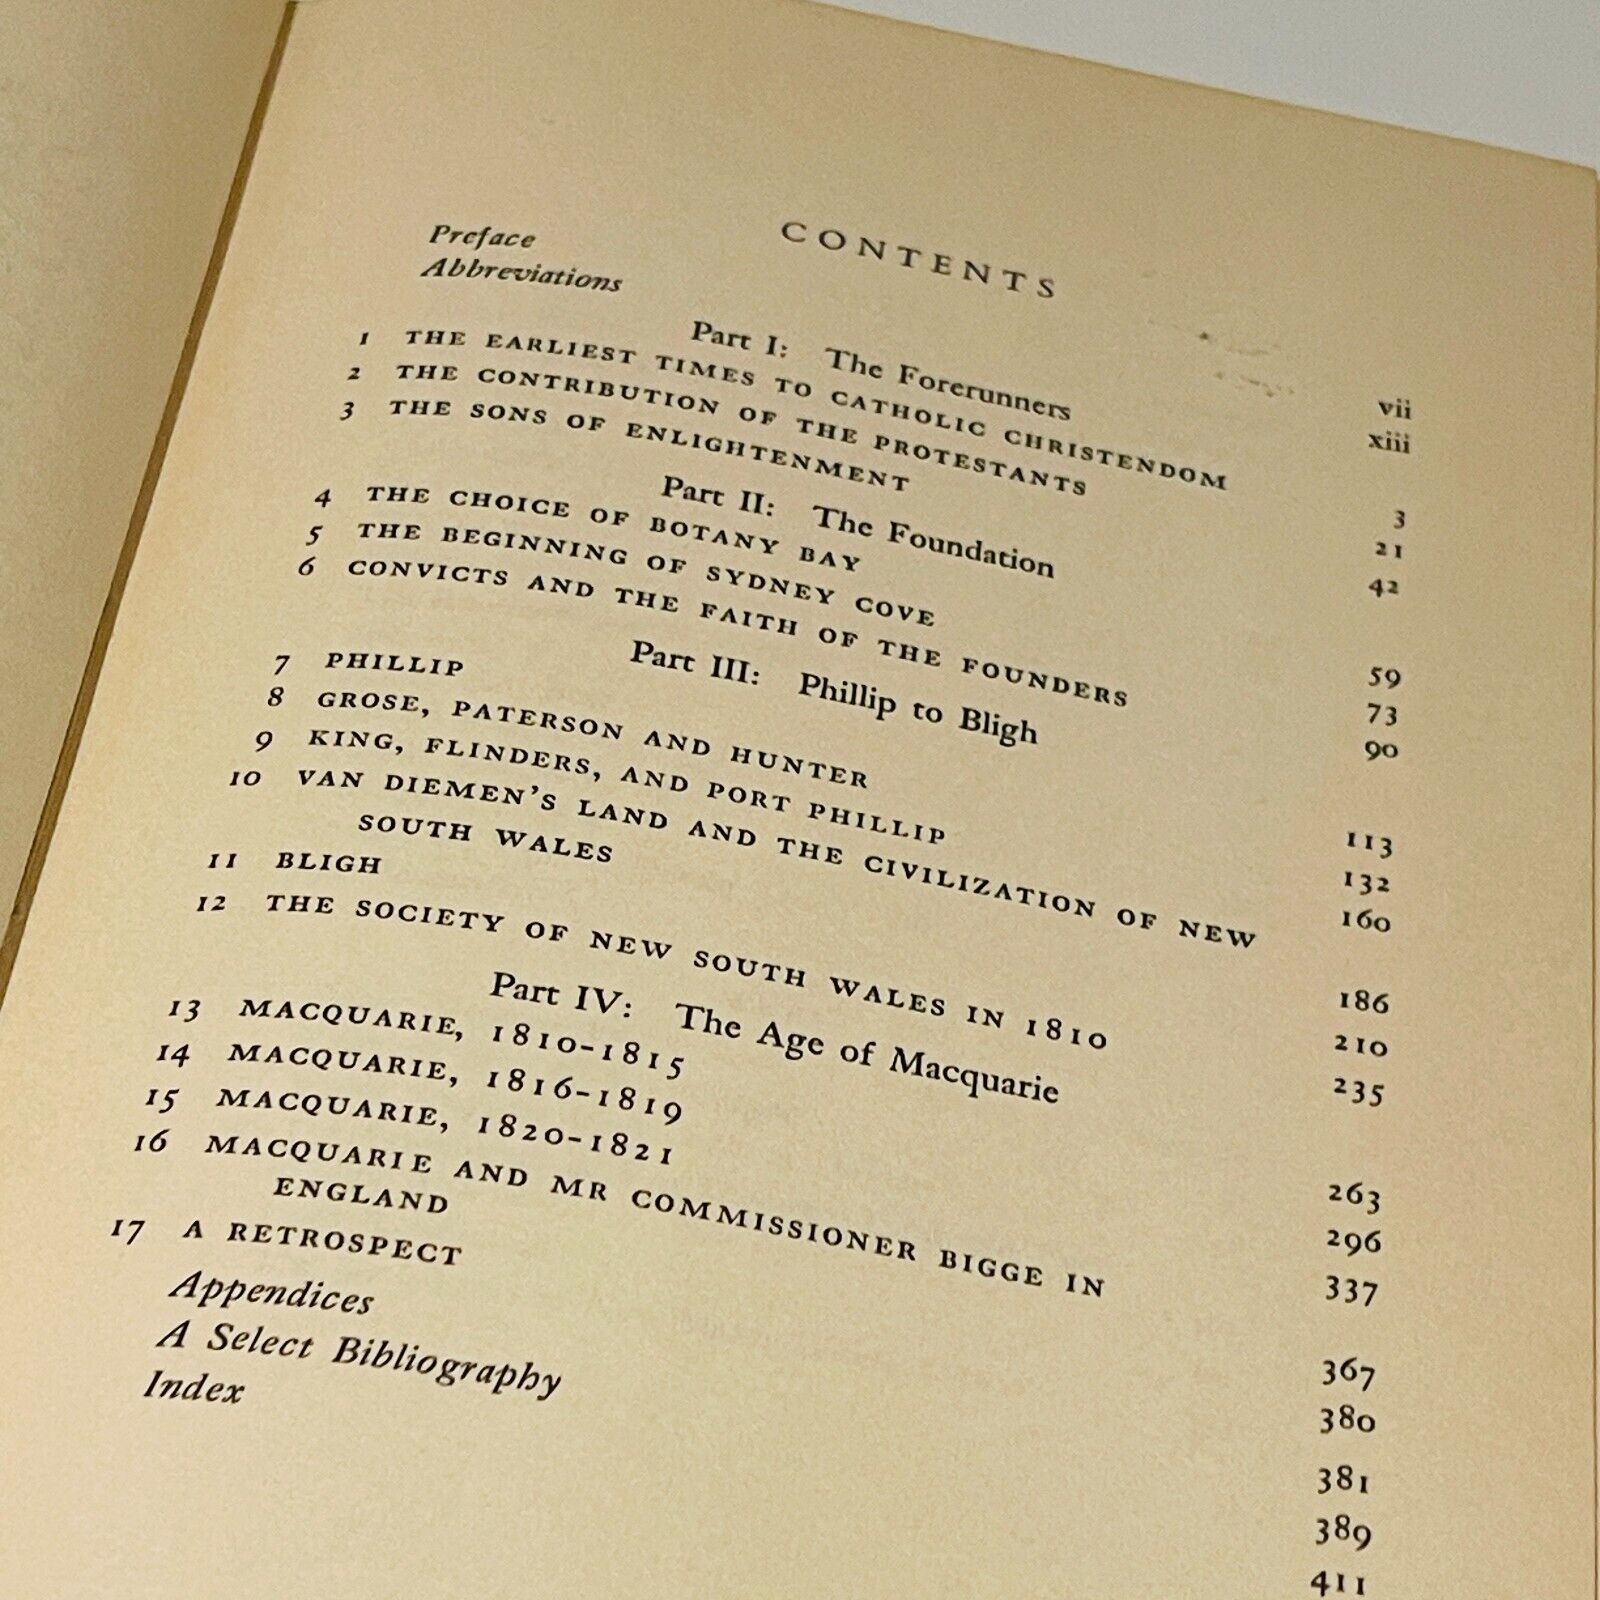 CONTENTS
Preface vii
Abbreviations xiii
Part I: The Forerunners
1 THE EARLIEST TIMES TO CATHOLIC CHRISTENDOM 3
2 THE CONTRIBUTION OF THE PROTESTANTS 21
3 THE SONS OF ENLIGHTENMENT 42
Part II: The Foundation
4 THE CHOICE OF BOTANY BAY 59
5 THE BEGINNING OF SYDNEY COVE 73
6 CONVICTS AND THE FAITH OF THE FOUNDERS 90
Part III: Phillip to Bligh
7 PHILLIP 113
8 GROSE, PATERSON AND HUNTER 132
9 KING, FLINDERS, AND PORT PHILLIP 160
10 VAN DIEMEN'S LAND AND THE CIVILIZATION OF NEW
SOUTH WALES 186
11 BLIGH 210
12 THE SOCIETY OF NEW SOUTH WALES IN 1810 235
Part IV: The Age of Macquarie
13 MACQUARIE, 1810-1815 263
14 MACQUARIE, 1816-1819 296
15 MACQUARIE, 1820-1821 337
16 MACQUARIE AND MR COMMISSIONER BIGGE IN
ENGLAND 367
17 A RETROSPECT 380
Appendices 381
A Select Bibliography 389
Index 411